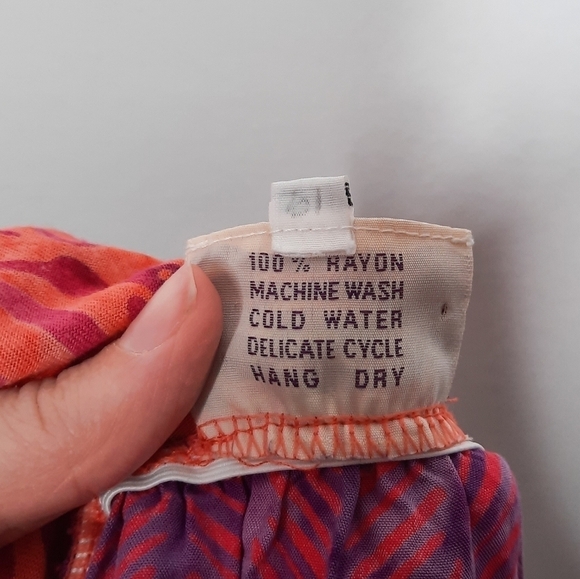 100 % RAYON
MACHINE WASH
COLD WATER
DELICATE CYCLE
HANG DRY